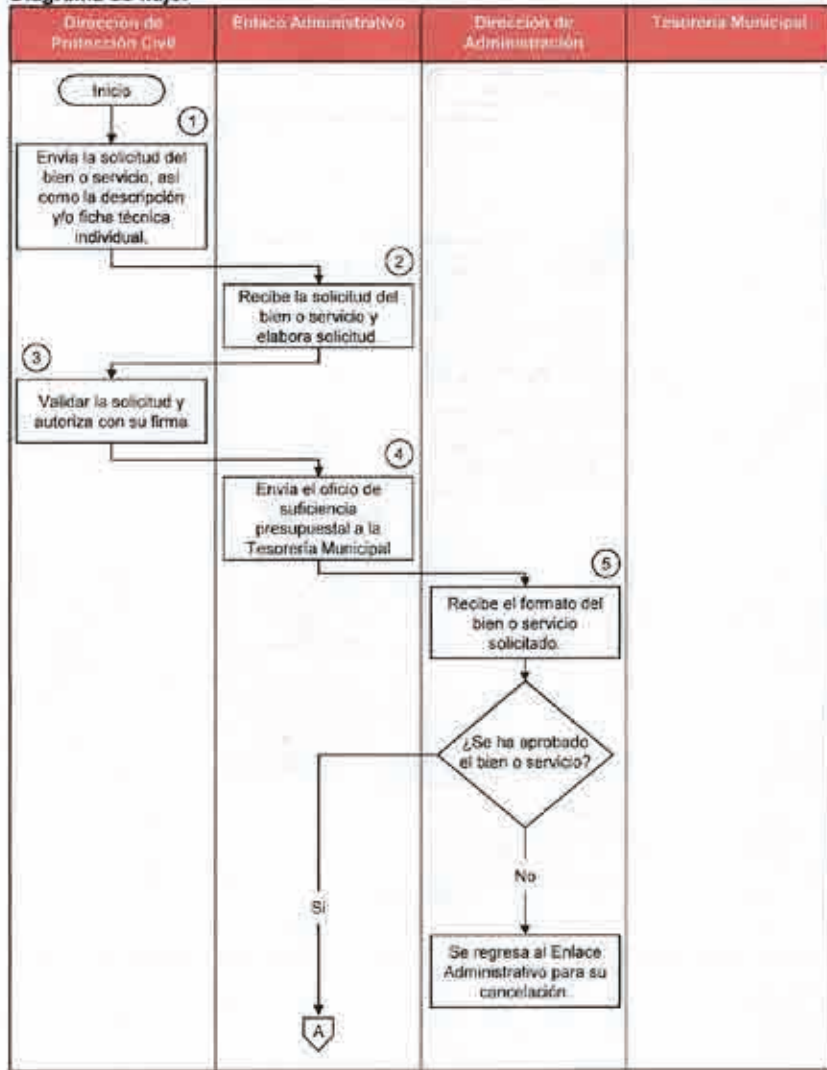 Dirección de
Protección Civil
Enlace Administrativo
Dirección de
Administración
Tesorería Municipal
Inicio
1
Envía la solicitud del
bien o servicio, así
como la descripción
y/o ficha técnica
individual.
2
Recibe la solicitud del
bien o servicio y
elabora solicitud
3
Validar la solicitud y
autoriza con su firma
4
Envía el oficio de
suficiencia
presupuestal a la
Tesorería Municipal
5
Recibe el formato del
bien o servicio
solicitado.
¿Se ha aprobado
el bien o servicio?
No
Sí
Se regresa al Enlace
Administrativo para su
cancelación.
A